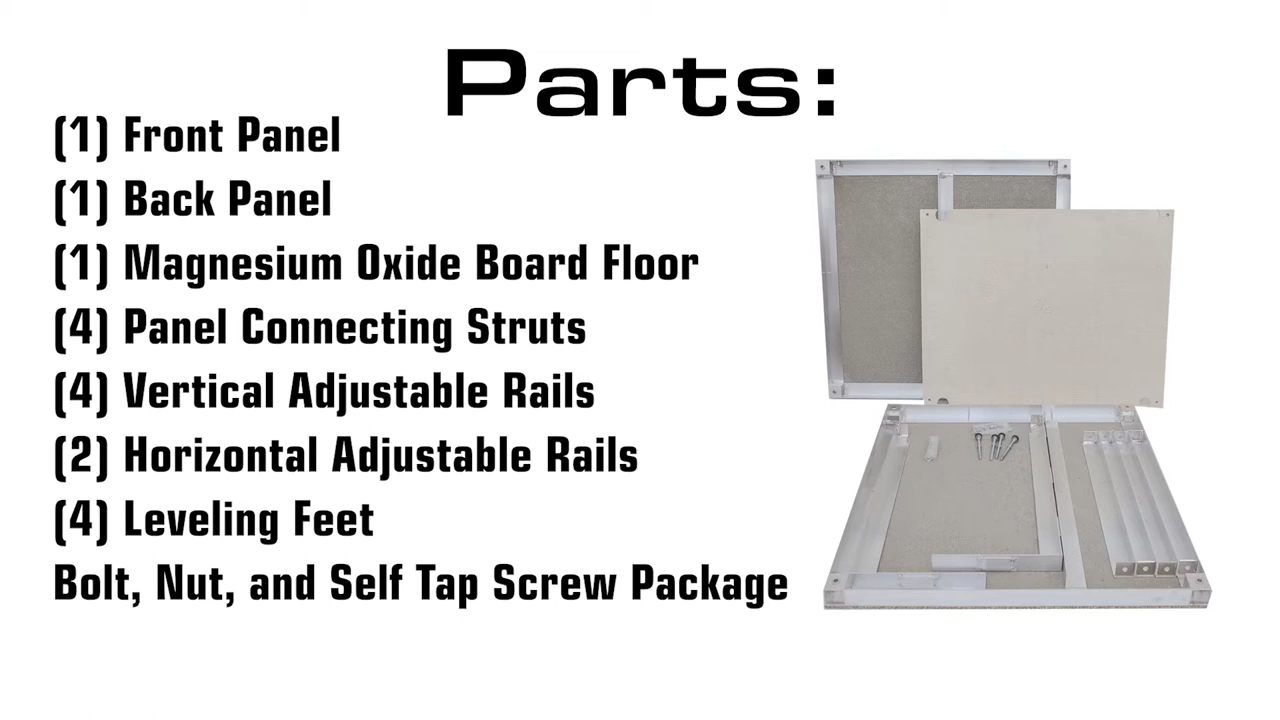 Parts:
(1) Front Panel
(1) Back Panel
(1) Magnesium Oxide Board Floor
(4) Panel Connecting Struts
(4) Vertical Adjustable Rails
(2) Horizontal Adjustable Rails
(4) Leveling Feet
Bolt, Nut, and Self Tap Screw Package